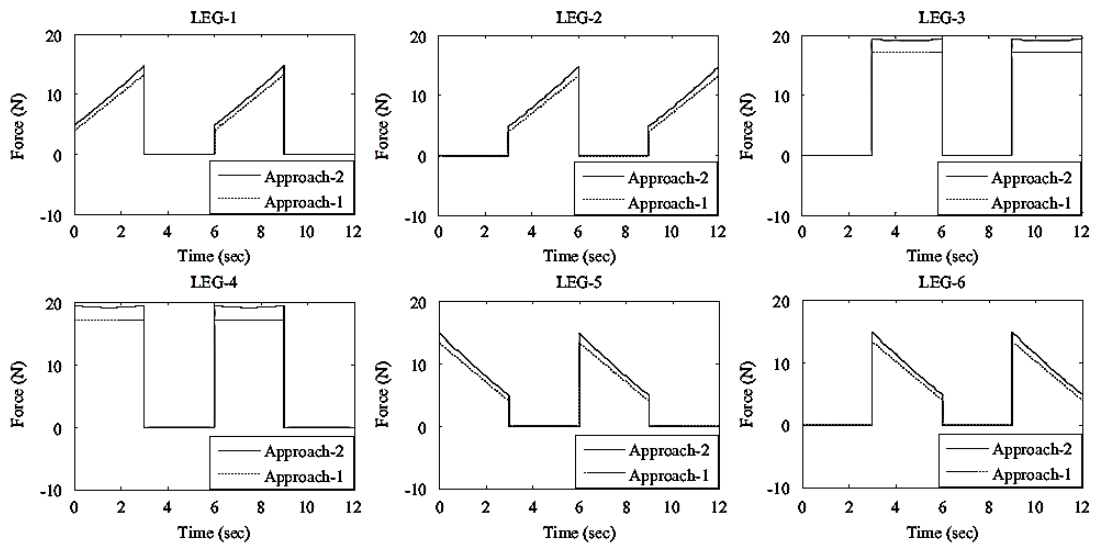 LEG-1
20
10
0
-10
Force (N)
Approach-2
Approach-1
0 2 4 6 8 10 12
Time (sec)
LEG-2
20
10
0
-10
Force (N)
Approach-2
Approach-1
0 2 4 6 8 10 12
Time (sec)
LEG-3
20
10
0
-10
Force (N)
Approach-2
Approach-1
0 2 4 6 8 10 12
Time (sec)
LEG-4
20
10
0
-10
Force (N)
Approach-2
Approach-1
0 2 4 6 8 10 12
Time (sec)
LEG-5
20
10
0
-10
Force (N)
Approach-2
Approach-1
0 2 4 6 8 10 12
Time (sec)
LEG-6
20
10
0
-10
Force (N)
Approach-2
Approach-1
0 2 4 6 8 10 12
Time (sec)